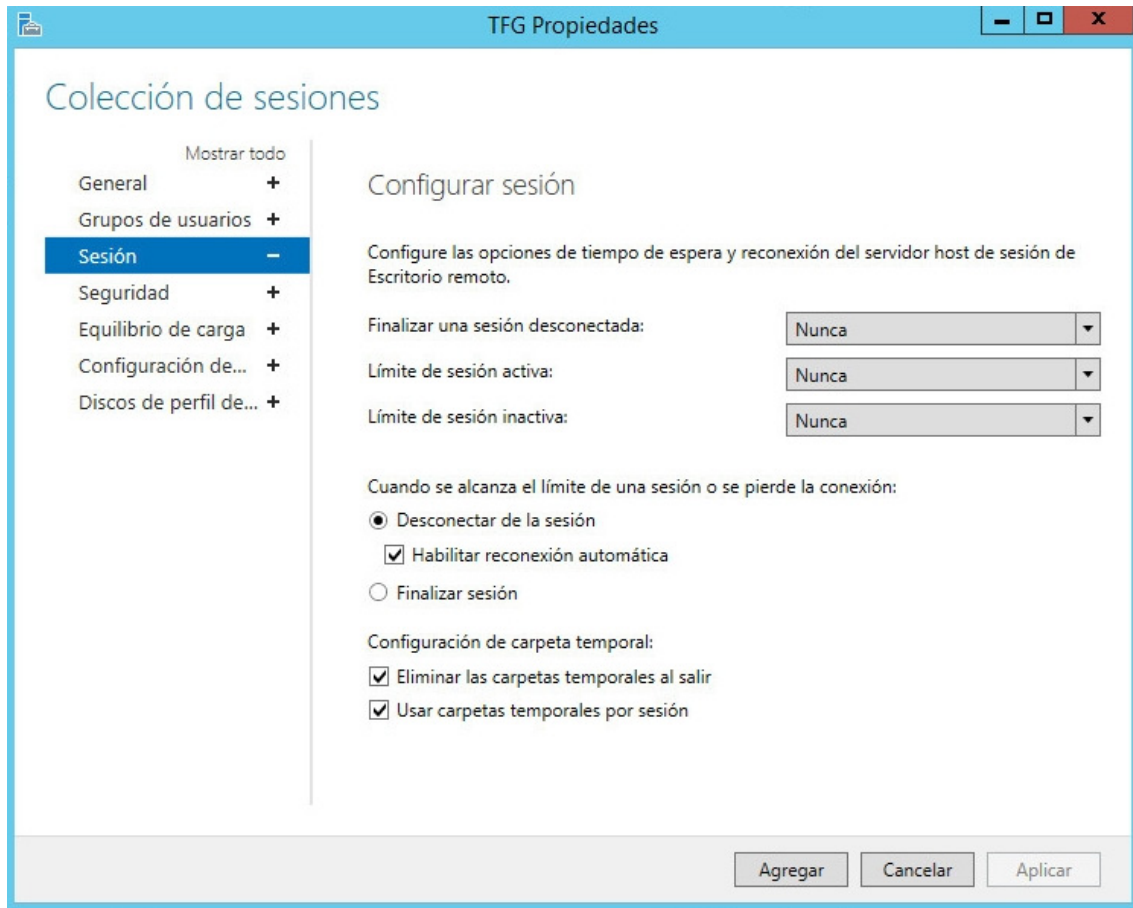 TFG Propiedades
Colección de sesiones
Mostrar todo
General
Grupos de usuarios
Sesión
Seguridad
Equilibrio de carga
Configuración de...
Discos de perfil de...
Configurar sesión
Configure las opciones de tiempo de espera y reconexión del servidor host de sesión de
Escritorio remoto.
Finalizar una sesión desconectada: Nunca
Límite de sesión activa: Nunca
Límite de sesión inactiva: Nunca
Cuando se alcanza el límite de una sesión o se pierde la conexión:
Desconectar de la sesión
Habilitar reconexión automática
Finalizar sesión
Configuración de carpeta temporal:
Eliminar las carpetas temporales al salir
Usar carpetas temporales por sesión
Agregar Cancelar Aplicar